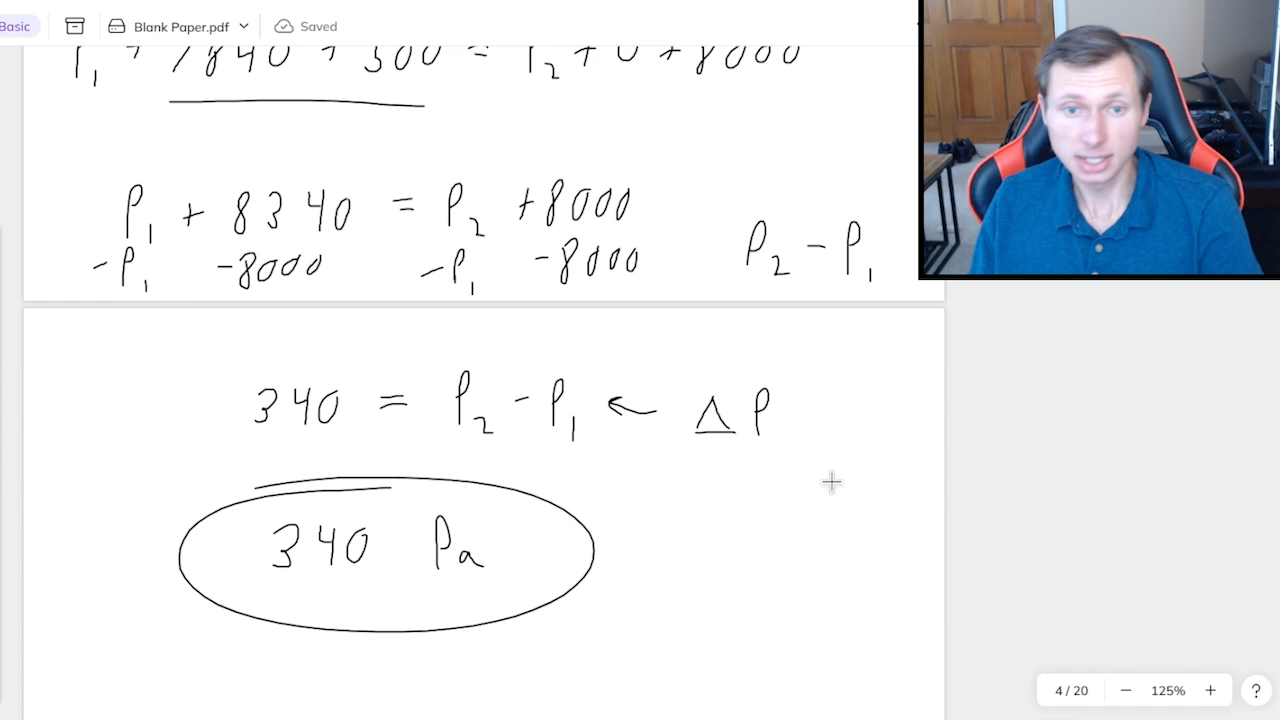 Basic
Blank Paper.pdf
Saved
P₁ + 7840 + 500 = P₂ + 0 + 8000
P₁ + 8340 = P₂ + 8000
-P₁ -8000 -P₁ -8000
P₂ - P₁
340 = P₂ - P₁ ← ΔP
340 Pa
4 / 20
− 125% +
?